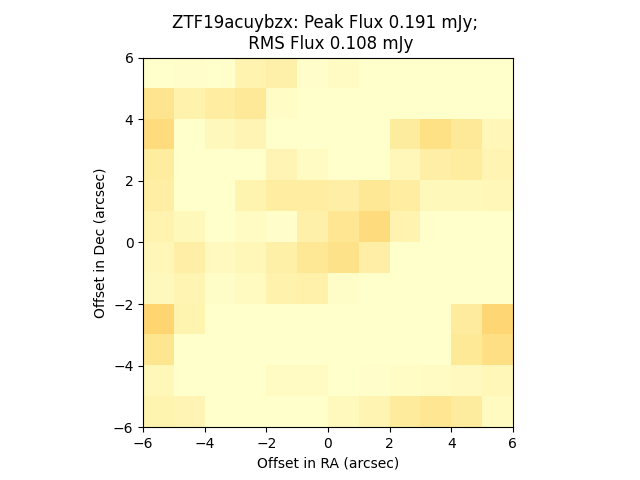 ZTF19acuybzx: Peak Flux 0.191 mJy;
RMS Flux 0.108 mJy
6
4
2
0
−2
−4
−6
Offset in Dec (arcsec)
−6 −4 −2 0 2 4 6
Offset in RA (arcsec)